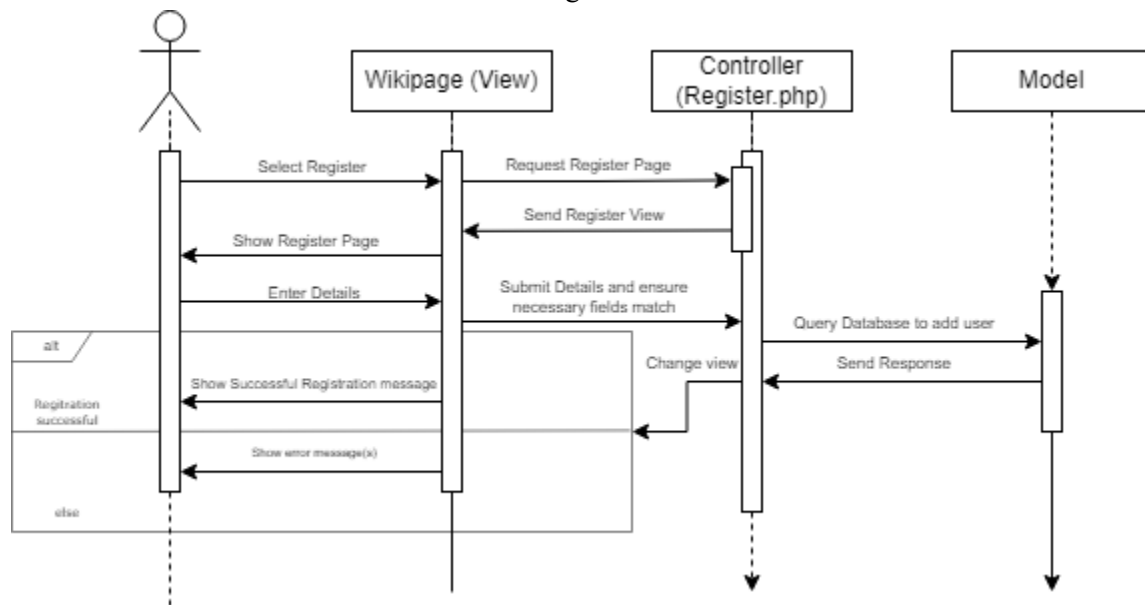 Wikipage (View)
Controller
(Register.php)
Model
Select Register
Request Register Page
Send Register View
Show Register Page
Enter Details
Submit Details and ensure
necessary fields match
Query Database to add user
alt
Change view
Send Response
Show Successful Registration message
Regitration
successful
Show error message(s)
else